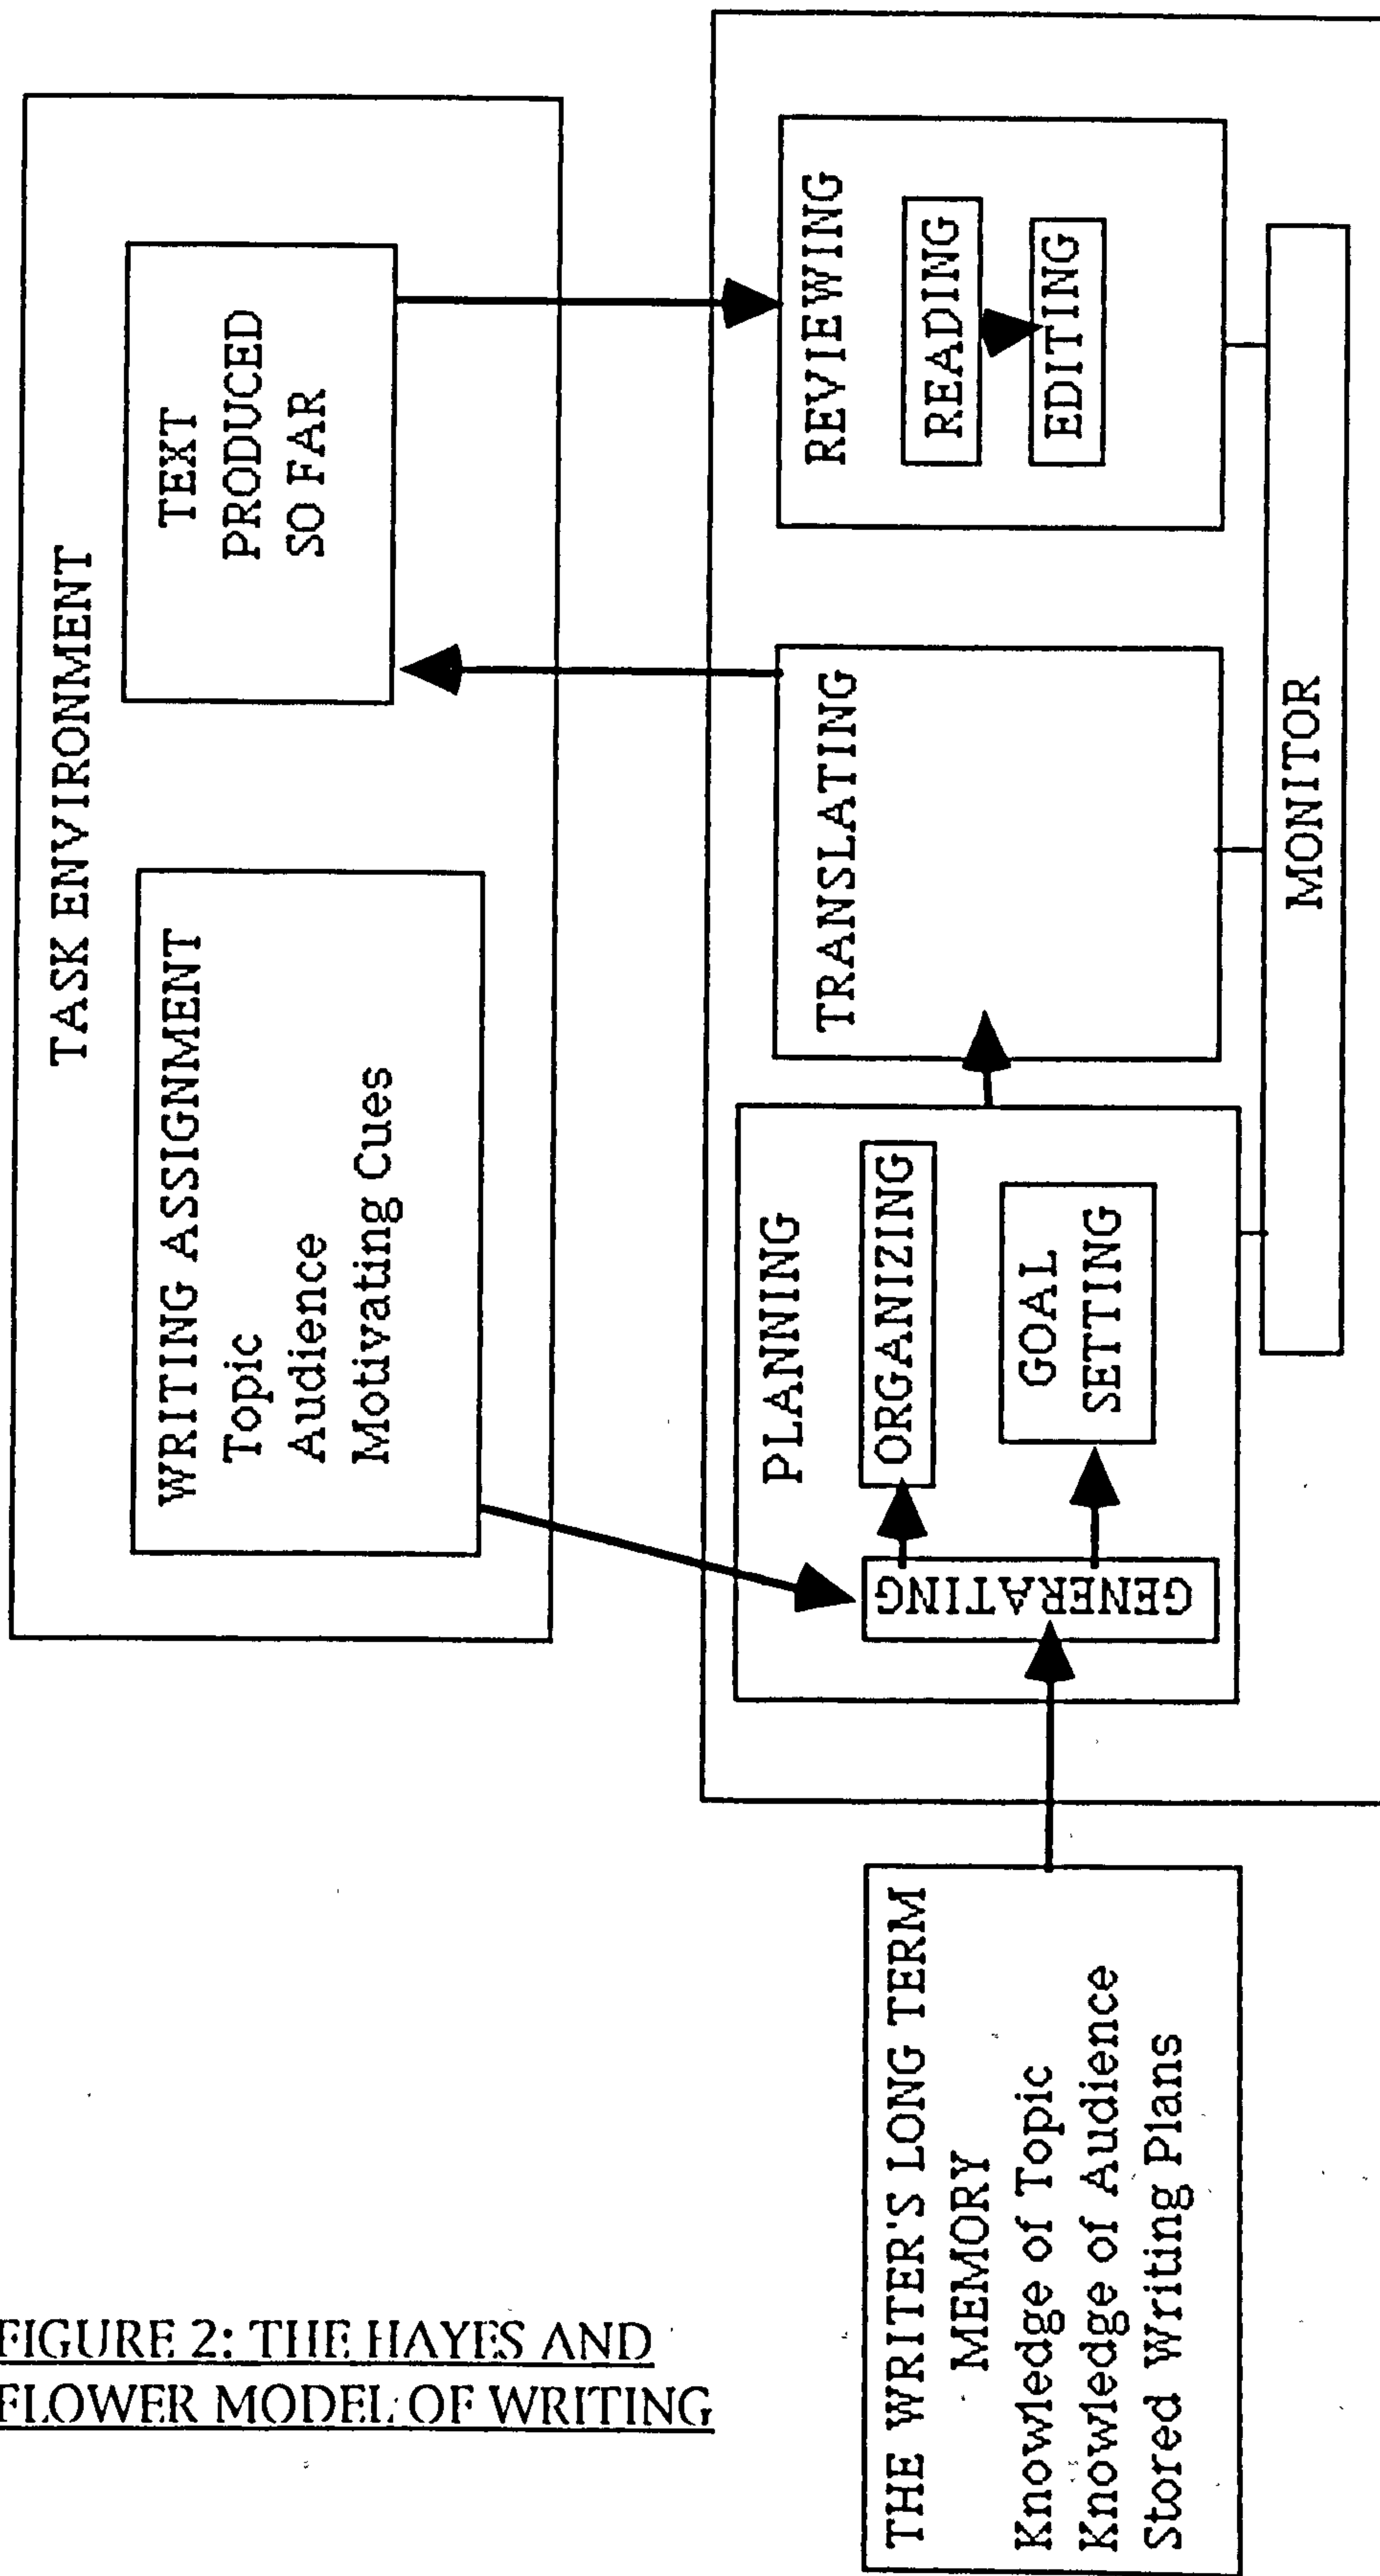 TASK ENVIRONMENT
WRITING ASSIGNMENT
Topic
Audience
Motivating Cues
TEXT
PRODUCED
SO FAR
THE WRITER'S LONG TERM
MEMORY
Knowledge of Topic
Knowledge of Audience
Stored Writing Plans
PLANNING
GENERATING
ORGANIZING
GOAL
SETTING
TRANSLATING
REVIEWING
READING
EDITING
MONITOR
FIGURE 2: THE HAYES AND
FLOWER MODEL OF WRITING